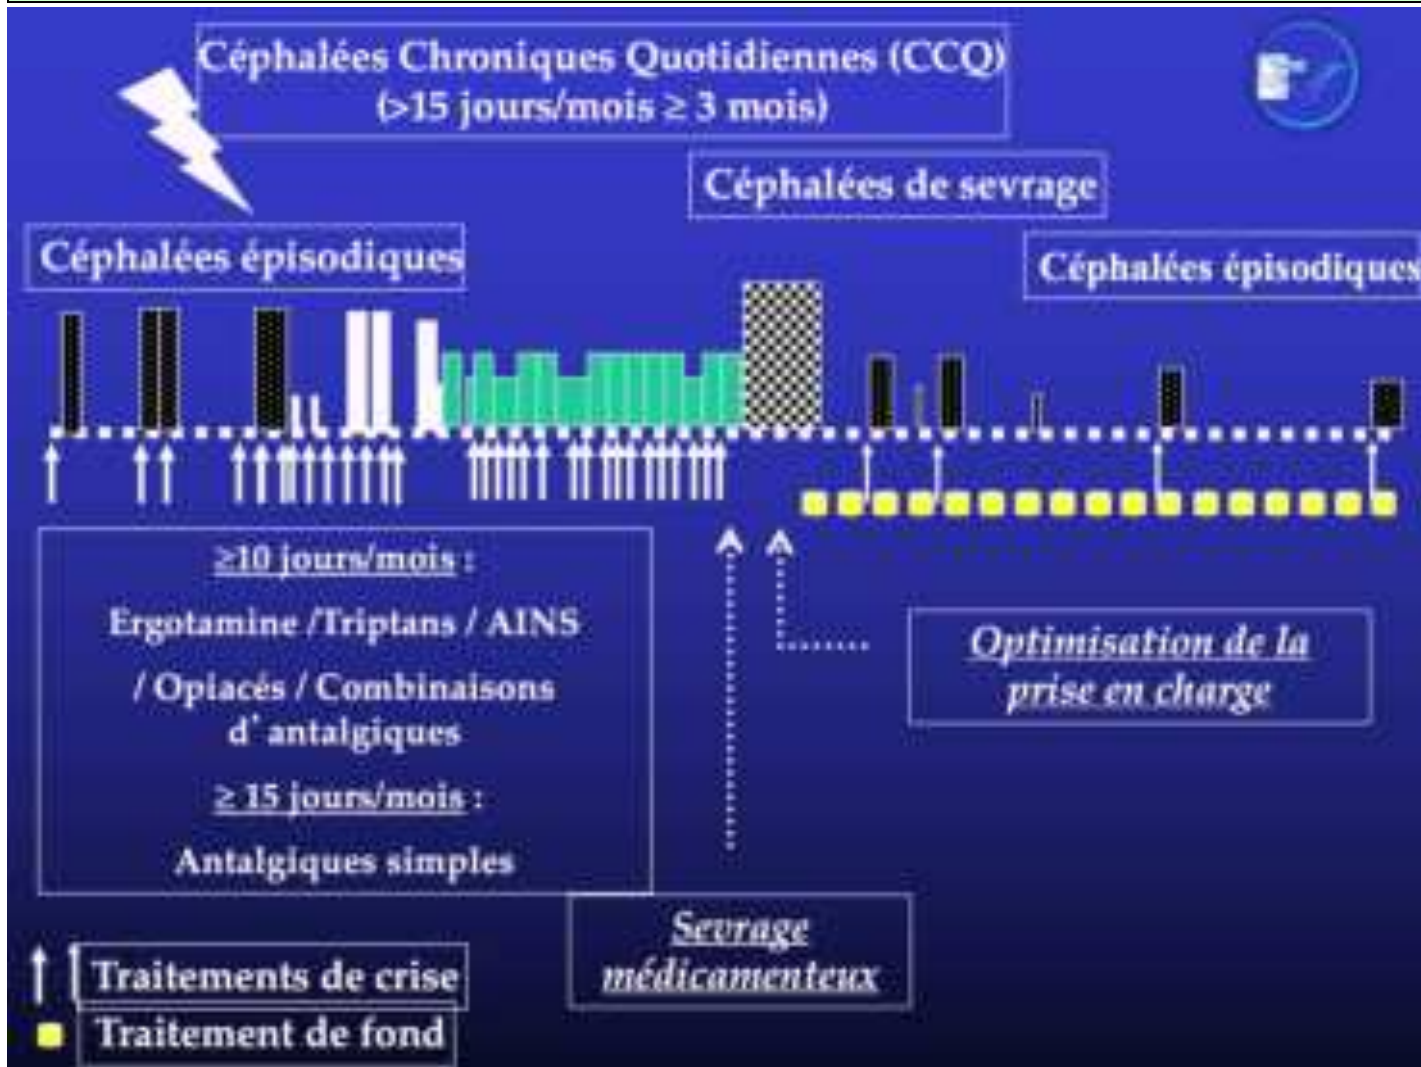 Céphalées Chroniques Quotidiennes (CCQ)
(>15 jours/mois ≥ 3 mois)
Céphalées de sevrage
Céphalées épisodiques
Céphalées épisodiques
≥10 jours/mois :
Ergotamine /Triptans / AINS
/ Opiacés / Combinaisons
d’antalgiques
≥ 15 jours/mois :
Antalgiques simples
Optimisation de la
prise en charge
Sevrage
médicamenteux
Traitements de crise
Traitement de fond